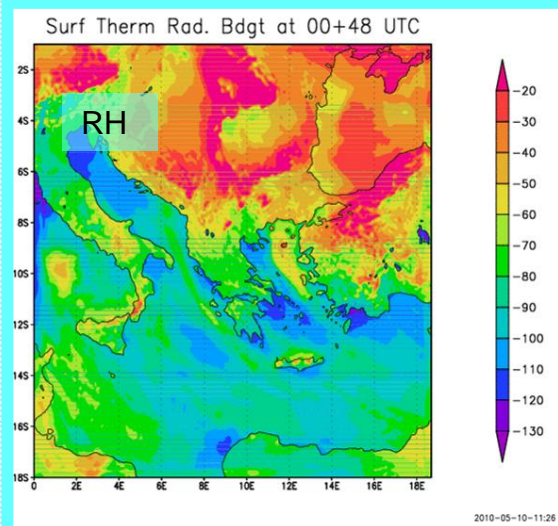 Surf Therm Rad. Bdgt at 00+48 UTC
RH
2S
4S
6S
8S
10S
12S
14S
16S
18S
0 2E 4E 6E 8E 10E 12E 14E 16E 18E
-20
-30
-40
-50
-60
-70
-80
-90
-100
-110
-120
-130
2010-05-10-11:26